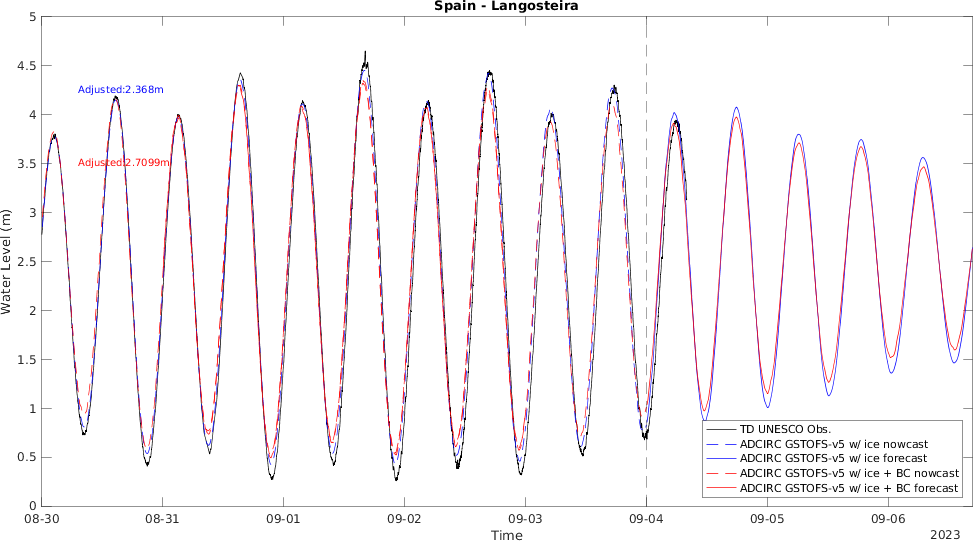 Spain - Langosteira
Adjusted:2.368m
Adjusted:2.7099m
Water Level (m)
5
4.5
4
3.5
3
2.5
2
1.5
1
0.5
0
08-30 08-31 09-01 09-02 09-03 09-04 09-05 09-06
Time
2023
TD UNESCO Obs.
ADCIRC GSTOFS-v5 w/ ice nowcast
ADCIRC GSTOFS-v5 w/ ice forecast
ADCIRC GSTOFS-v5 w/ ice + BC nowcast
ADCIRC GSTOFS-v5 w/ ice + BC forecast